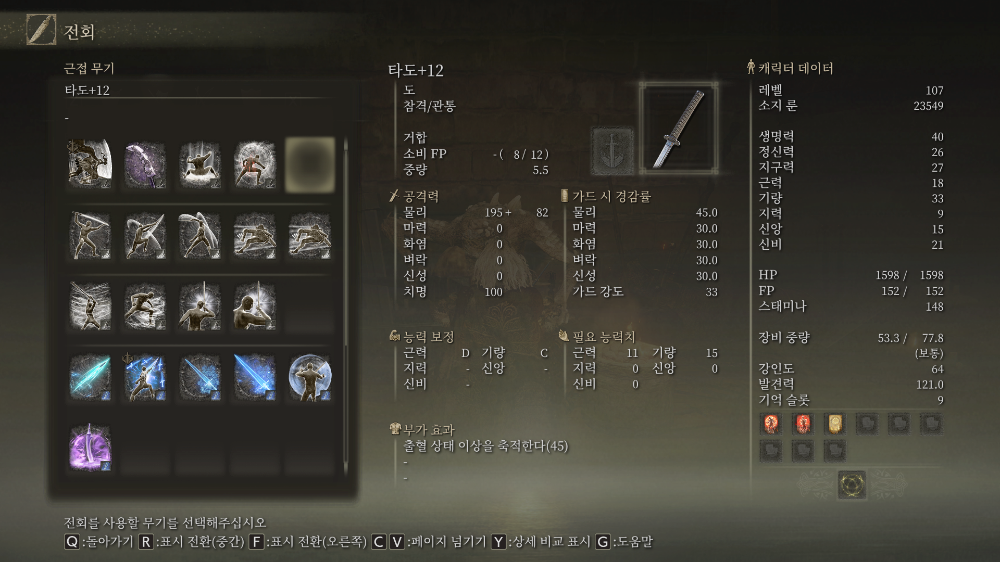 전회
근접 무기
타도+12
-
타도+12
도
참격/관통
거합
소비 FP -( 8/ 12 )
중량 5.5
공격력
물리 195 + 82
마력 0
화염 0
벼락 0
신성 0
치명 100
가드 시 경감률
물리 45.0
마력 30.0
화염 30.0
벼락 30.0
신성 30.0
가드 강도 33
능력 보정
근력 D 기량 C
지력 - 신앙 -
신비 -
필요 능력치
근력 11 기량 15
지력 0 신앙 0
신비 0
부가 효과
출혈 상태 이상을 축적한다(45)
-
-
캐릭터 데이터
레벨 107
소지 룬 23549
생명력 40
정신력 26
지구력 27
근력 18
기량 33
지력 9
신앙 15
신비 21
HP 1598 / 1598
FP 152 / 152
스태미나 148
장비 중량 53.3 / 77.8
(보통)
강인도 64
발견력 121.0
기억 슬롯 9
전회를 사용할 무기를 선택해주십시오
Q:돌아가기 R:표시 전환(중간) F:표시 전환(오른쪽) C V:페이지 넘기기 Y:상세 비교 표시 G:도움말